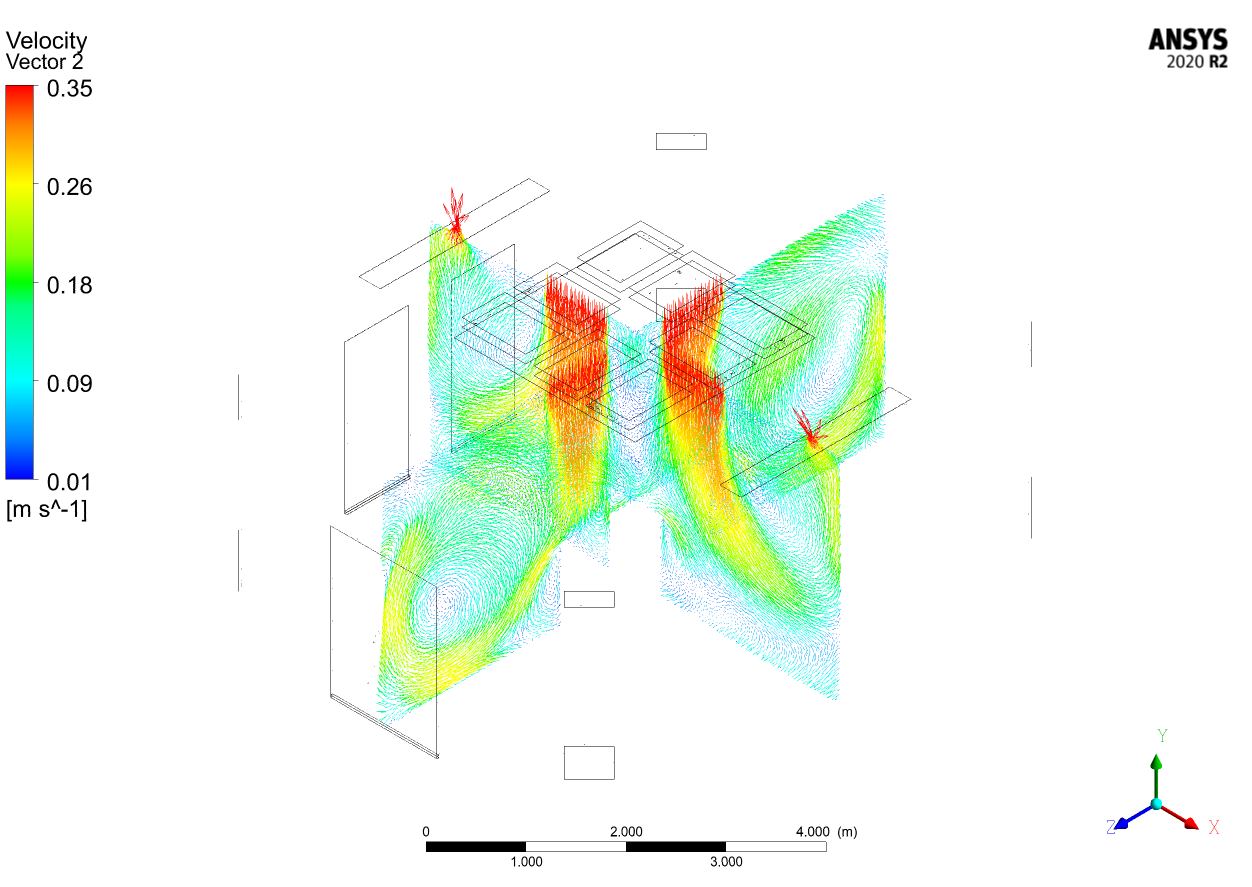 Velocity
Vector 2
0.35
0.26
0.18
0.09
0.01
[m s^-1]
ANSYS
2020 R2
0 2.000 4.000 (m)
1.000 3.000
Y
Z X